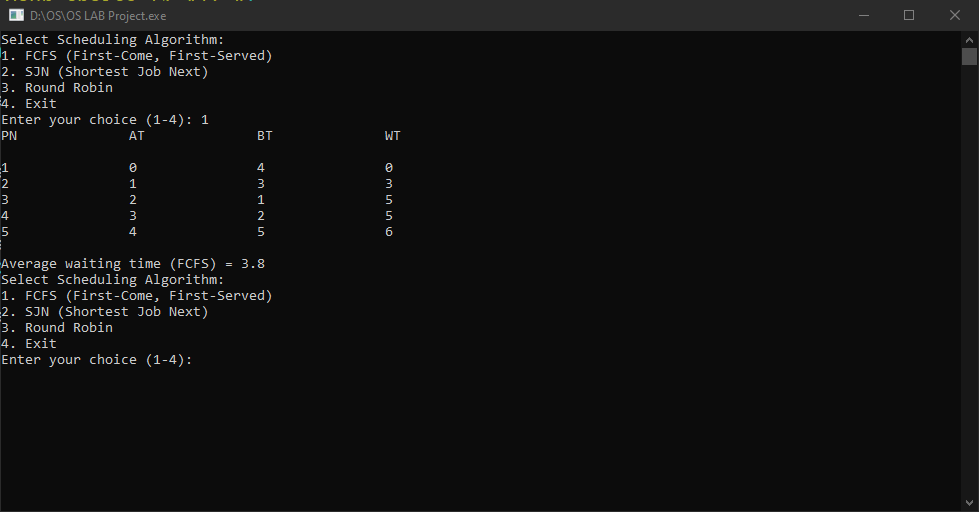 D:\OS\OS LAB Project.exe
Select Scheduling Algorithm:
1. FCFS (First-Come, First-Served)
2. SJN (Shortest Job Next)
3. Round Robin
4. Exit
Enter your choice (1-4): 1
PN AT BT WT
1 0 4 0
2 1 3 3
3 2 1 5
4 3 2 5
5 4 5 6
Average waiting time (FCFS) = 3.8
Select Scheduling Algorithm:
1. FCFS (First-Come, First-Served)
2. SJN (Shortest Job Next)
3. Round Robin
4. Exit
Enter your choice (1-4):